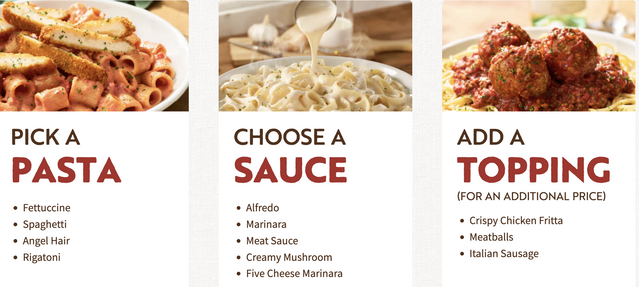 PICK A
PASTA
• Fettuccine
• Spaghetti
• Angel Hair
• Rigatoni
CHOOSE A
SAUCE
• Alfredo
• Marinara
• Meat Sauce
• Creamy Mushroom
• Five Cheese Marinara
ADD A
TOPPING
(FOR AN ADDITIONAL PRICE)
• Crispy Chicken Fritta
• Meatballs
• Italian Sausage